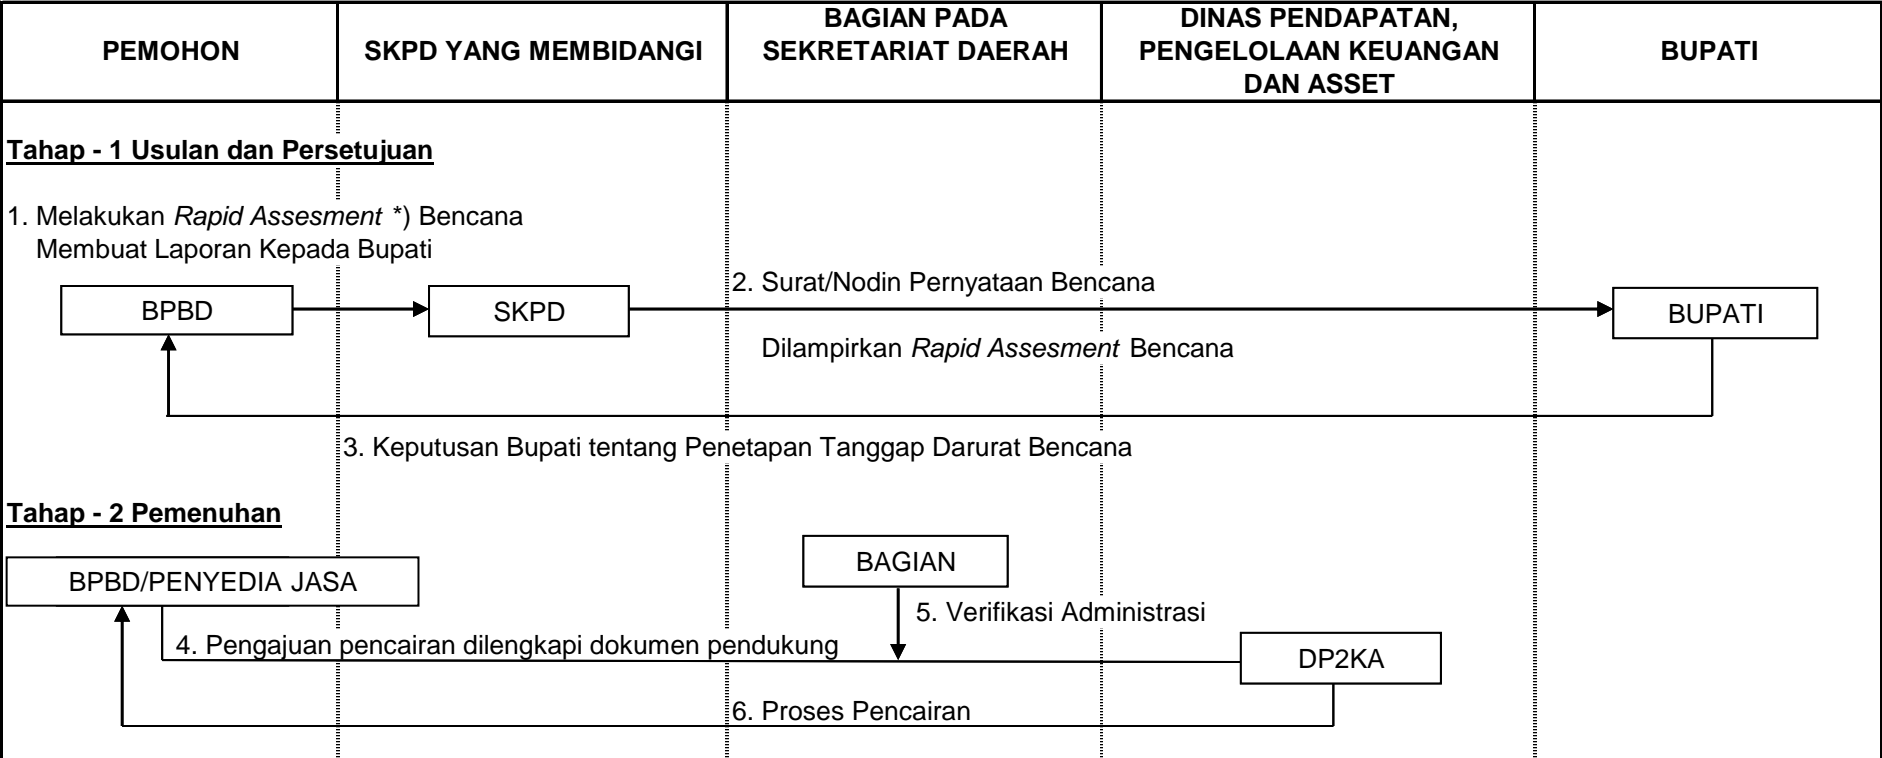 PEMOHON
SKPD YANG MEMBIDANGI
BAGIAN PADA
SEKRETARIAT DAERAH
DINAS PENDAPATAN,
PENGELOLAAN KEUANGAN
DAN ASSET
BUPATI
Tahap - 1 Usulan dan Persetujuan
1. Melakukan Rapid Assesment *) Bencana
Membuat Laporan Kepada Bupati
BPBD
SKPD
2. Surat/Nodin Pernyataan Bencana
BUPATI
Dilampirkan Rapid Assesment Bencana
3. Keputusan Bupati tentang Penetapan Tanggap Darurat Bencana
Tahap - 2 Pemenuhan
BPBD/PENYEDIA JASA
BAGIAN
5. Verifikasi Administrasi
4. Pengajuan pencairan dilengkapi dokumen pendukung
DP2KA
6. Proses Pencairan